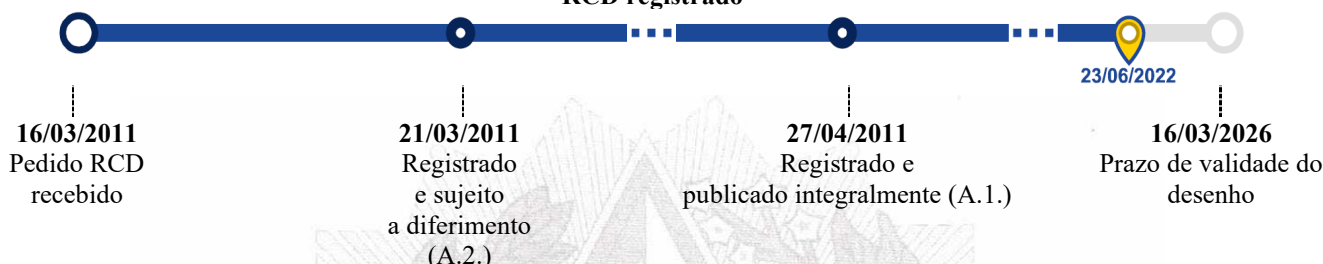 RCD registrado
23/06/2022
16/03/2011
Pedido RCD
recebido
21/03/2011
Registrado
e sujeito
a diferimento
(A.2.)
27/04/2011
Registrado e
publicado integralmente (A.1.)
16/03/2026
Prazo de validade do
desenho